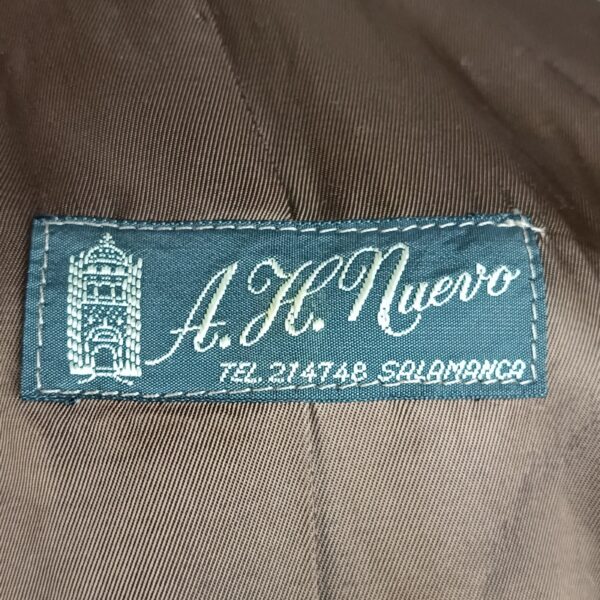 A. H. Nuevo
TEL. 214748 SALAMANCA